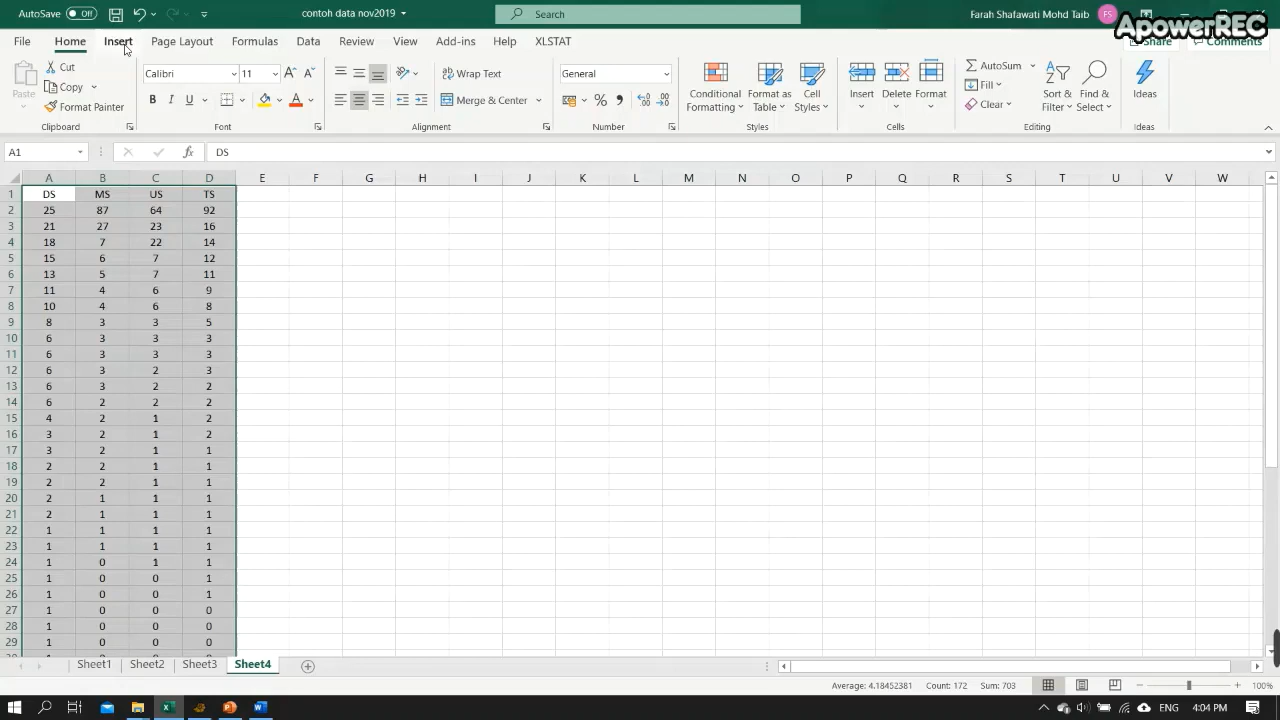 AutoSave Off contoh data nov2019 Search Farah Shafawati Mohd Taib FS
ApowerREC
File Home Insert Page Layout Formulas Data Review View Add-ins Help XLSTAT Share Comments
Paste Cut Copy Format Painter Clipboard
Calibri 11 A A B I U A Font
Wrap Text Merge & Center Alignment
General % , Number
Conditional Formatting Format as Table Cell Styles Styles
Insert Delete Format Cells
AutoSum Fill Clear Sort & Filter Find & Select Editing
Ideas Ideas
A1 fx DS
A B C D E F G H I J K L M N O P Q R S T U V W
1 DS MS US TS
2 25 87 64 92
3 21 27 23 16
4 18 7 22 14
5 15 6 7 12
6 13 5 7 11
7 11 4 6 9
8 10 4 6 8
9 8 3 3 5
10 6 3 3 3
11 6 3 3 3
12 6 3 2 3
13 6 3 2 2
14 6 2 2 2
15 4 2 1 2
16 3 2 1 2
17 3 2 1 1
18 2 2 1 1
19 2 2 1 1
20 2 1 1 1
21 2 1 1 1
22 1 1 1 1
23 1 1 1 1
24 1 0 1 1
25 1 0 0 1
26 1 0 0 1
27 1 0 0 0
28 1 0 0 0
29 1 0 0 0
Sheet1 Sheet2 Sheet3 Sheet4
Average: 4.18452381 Count: 172 Sum: 703 100%
ENG 4:04 PM